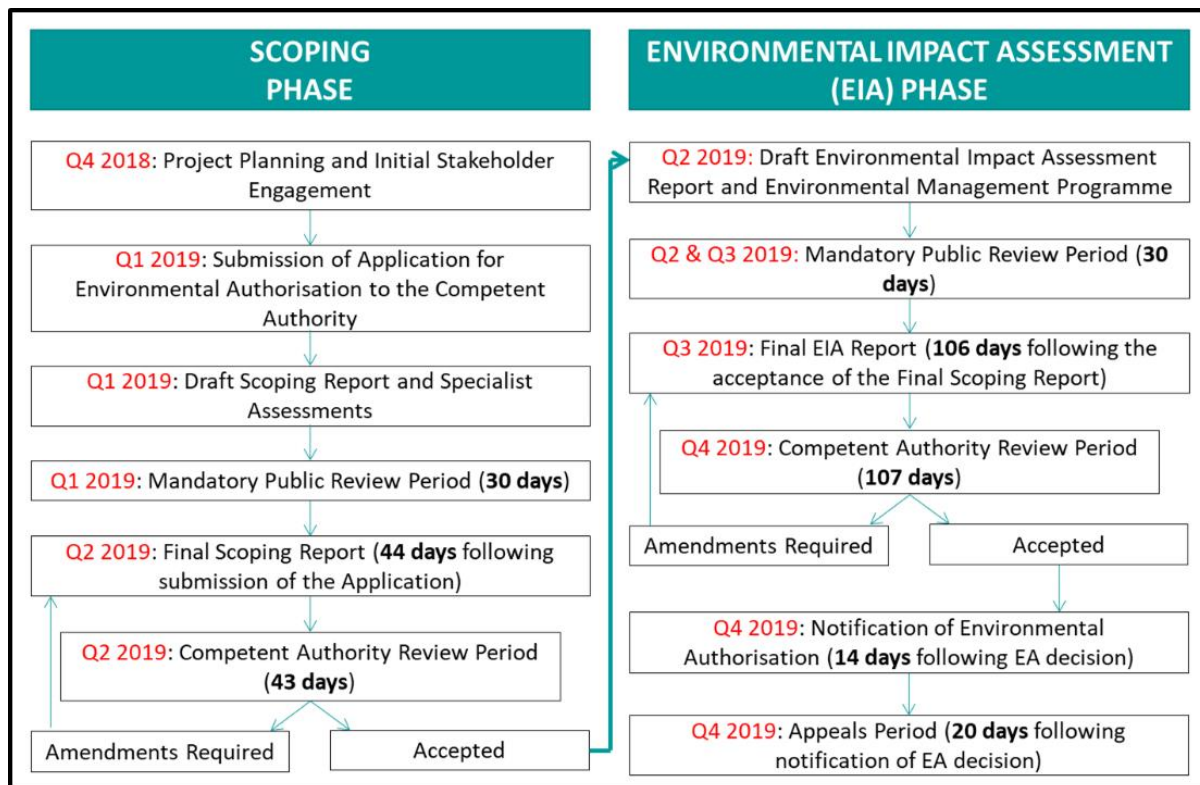 SCOPING
PHASE
Q4 2018: Project Planning and Initial Stakeholder
Engagement
Q1 2019: Submission of Application for
Environmental Authorisation to the Competent
Authority
Q1 2019: Draft Scoping Report and Specialist
Assessments
Q1 2019: Mandatory Public Review Period (30 days)
Q2 2019: Final Scoping Report (44 days following
submission of the Application)
Q2 2019: Competent Authority Review Period
(43 days)
Amendments Required
Accepted
ENVIRONMENTAL IMPACT ASSESSMENT
(EIA) PHASE
Q2 2019: Draft Environmental Impact Assessment
Report and Environmental Management Programme
Q2 & Q3 2019: Mandatory Public Review Period (30
days)
Q3 2019: Final EIA Report (106 days following the
acceptance of the Final Scoping Report)
Q4 2019: Competent Authority Review Period
(107 days)
Amendments Required
Accepted
Q4 2019: Notification of Environmental
Authorisation (14 days following EA decision)
Q4 2019: Appeals Period (20 days following
notification of EA decision)